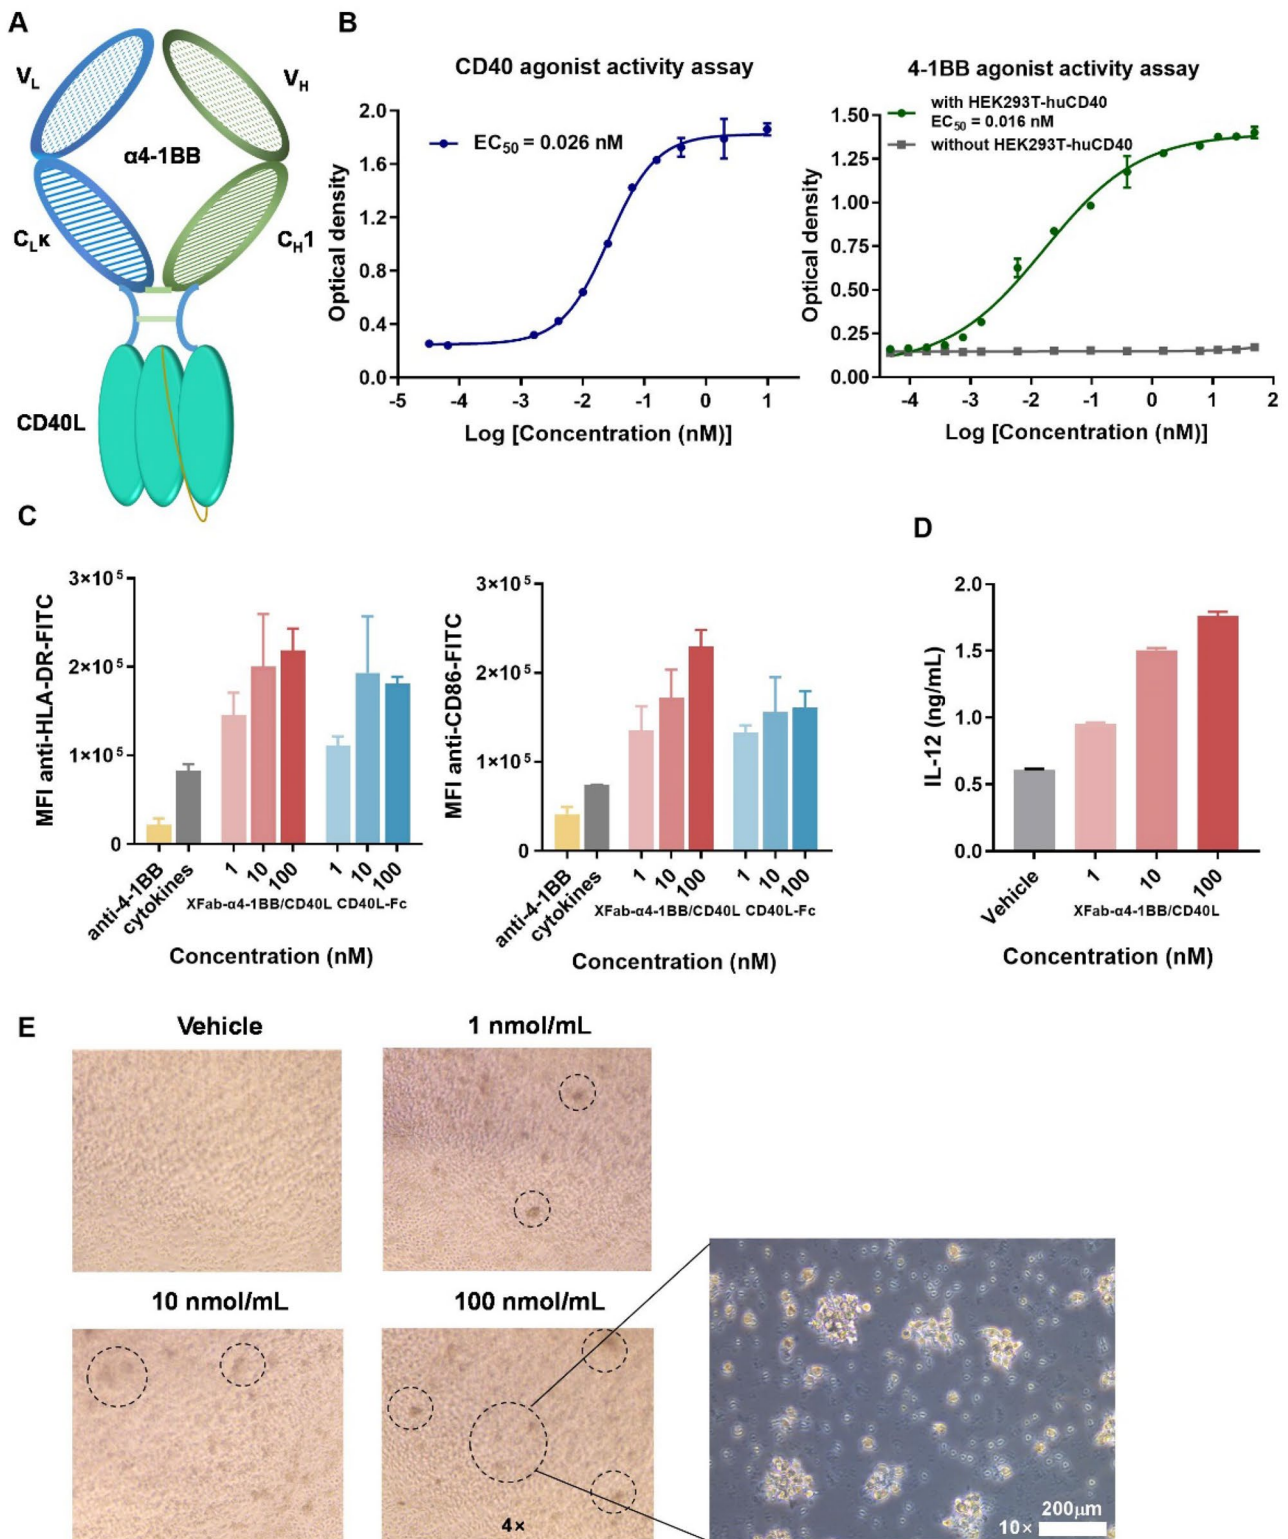 A
V_L
V_H
α4-1BB
C_Lκ
C_H1
CD40L
B
CD40 agonist activity assay
EC50 = 0.026 nM
Optical density
2.0
1.6
1.2
0.8
0.4
0.0
-5 -4 -3 -2 -1 0 1
Log [Concentration (nM)]
4-1BB agonist activity assay
with HEK293T-huCD40
EC50 = 0.016 nM
without HEK293T-huCD40
Optical density
1.50
1.25
1.00
0.75
0.50
0.25
0.00
-4 -3 -2 -1 0 1 2
Log [Concentration (nM)]
C
MFI anti-HLA-DR-FITC
3×10⁵
2×10⁵
1×10⁵
0
anti-4-1BB
cytokines
1 10 100 1 10 100
XFab-α4-1BB/CD40L CD40L-Fc
Concentration (nM)
MFI anti-CD86-FITC
3×10⁵
2×10⁵
1×10⁵
0
anti-4-1BB
cytokines
1 10 100 1 10 100
XFab-α4-1BB/CD40L CD40L-Fc
Concentration (nM)
D
IL-12 (ng/mL)
2.0
1.5
1.0
0.5
0.0
Vehicle 1 10 100
XFab-α4-1BB/CD40L
Concentration (nM)
E
Vehicle
1 nmol/mL
10 nmol/mL
100 nmol/mL
4×
200μm
10×